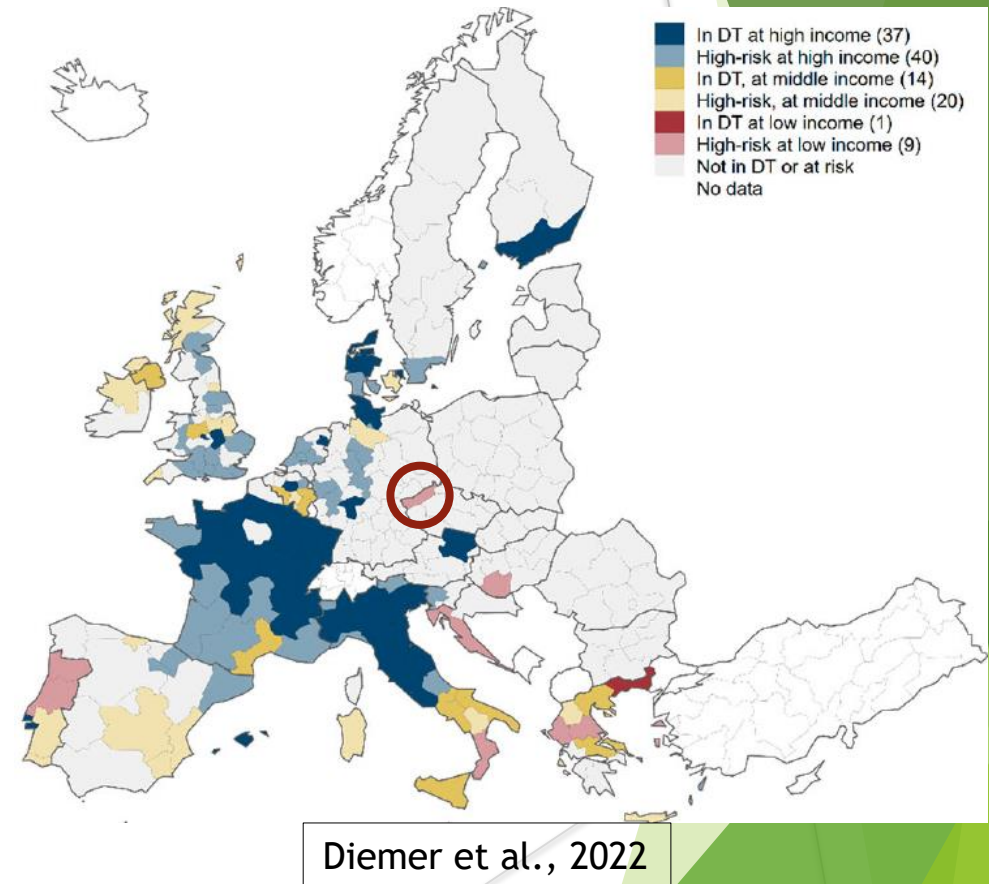 In DT at high income (37)
High-risk at high income (40)
In DT, at middle income (14)
High-risk, at middle income (20)
In DT at low income (1)
High-risk at low income (9)
Not in DT or at risk
No data
Diemer et al., 2022